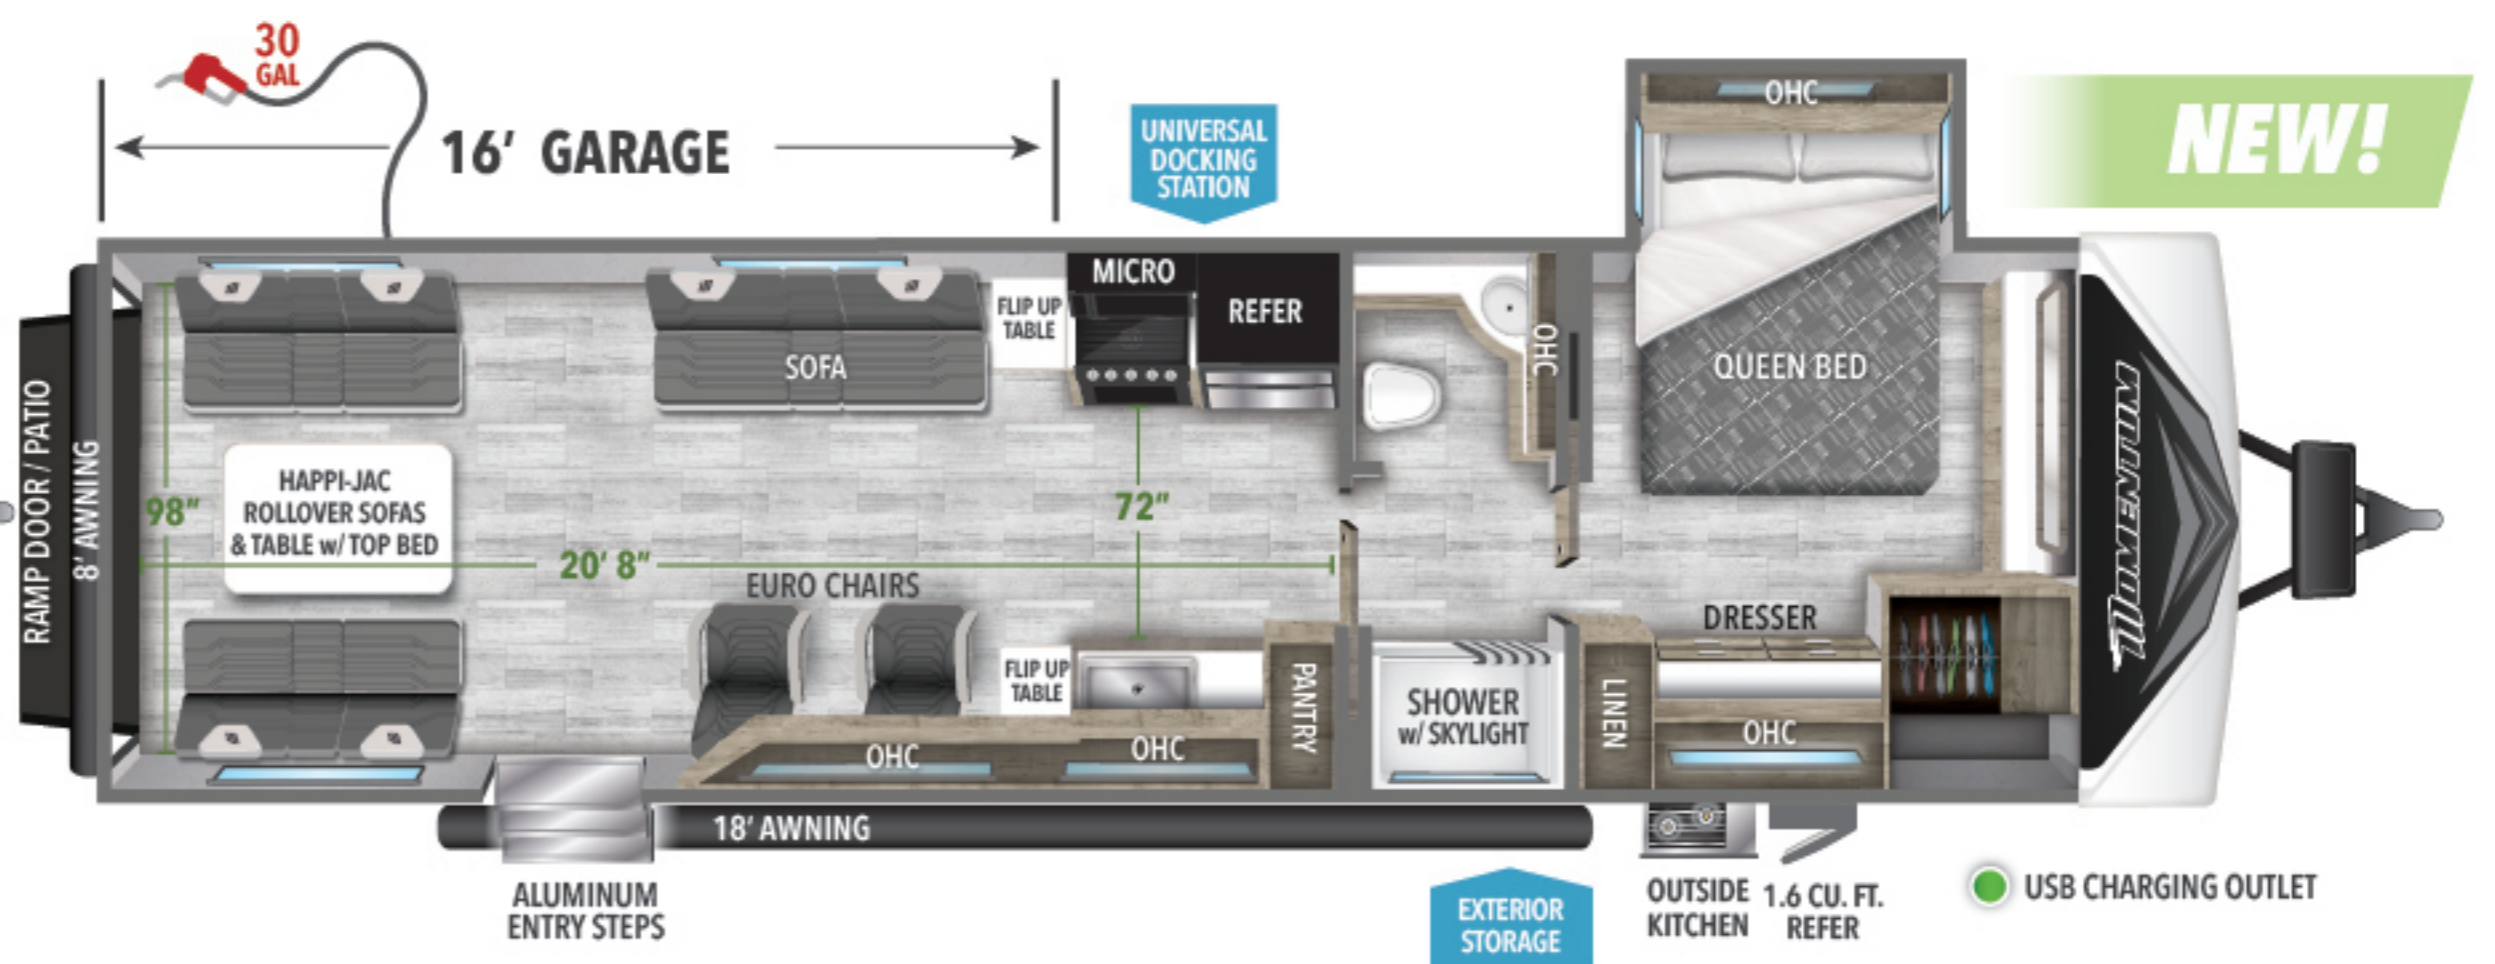 30
GAL
16' GARAGE
UNIVERSAL
DOCKING
STATION
OHC
NEW!
MICRO
REFER
FLIP UP
TABLE
SOFA
OHC
QUEEN BED
RAMP DOOR / PATIO
8' AWNING
98"
HAPPI-JAC
ROLLOVER SOFAS
& TABLE w/ TOP BED
20' 8"
72"
EURO CHAIRS
FLIP UP
TABLE
OHC
OHC
PANTRY
SHOWER
w/ SKYLIGHT
LINEN
DRESSER
OHC
MOMENTUM
18' AWNING
ALUMINUM
ENTRY STEPS
EXTERIOR
STORAGE
OUTSIDE
KITCHEN
1.6 CU. FT.
REFER
USB CHARGING OUTLET